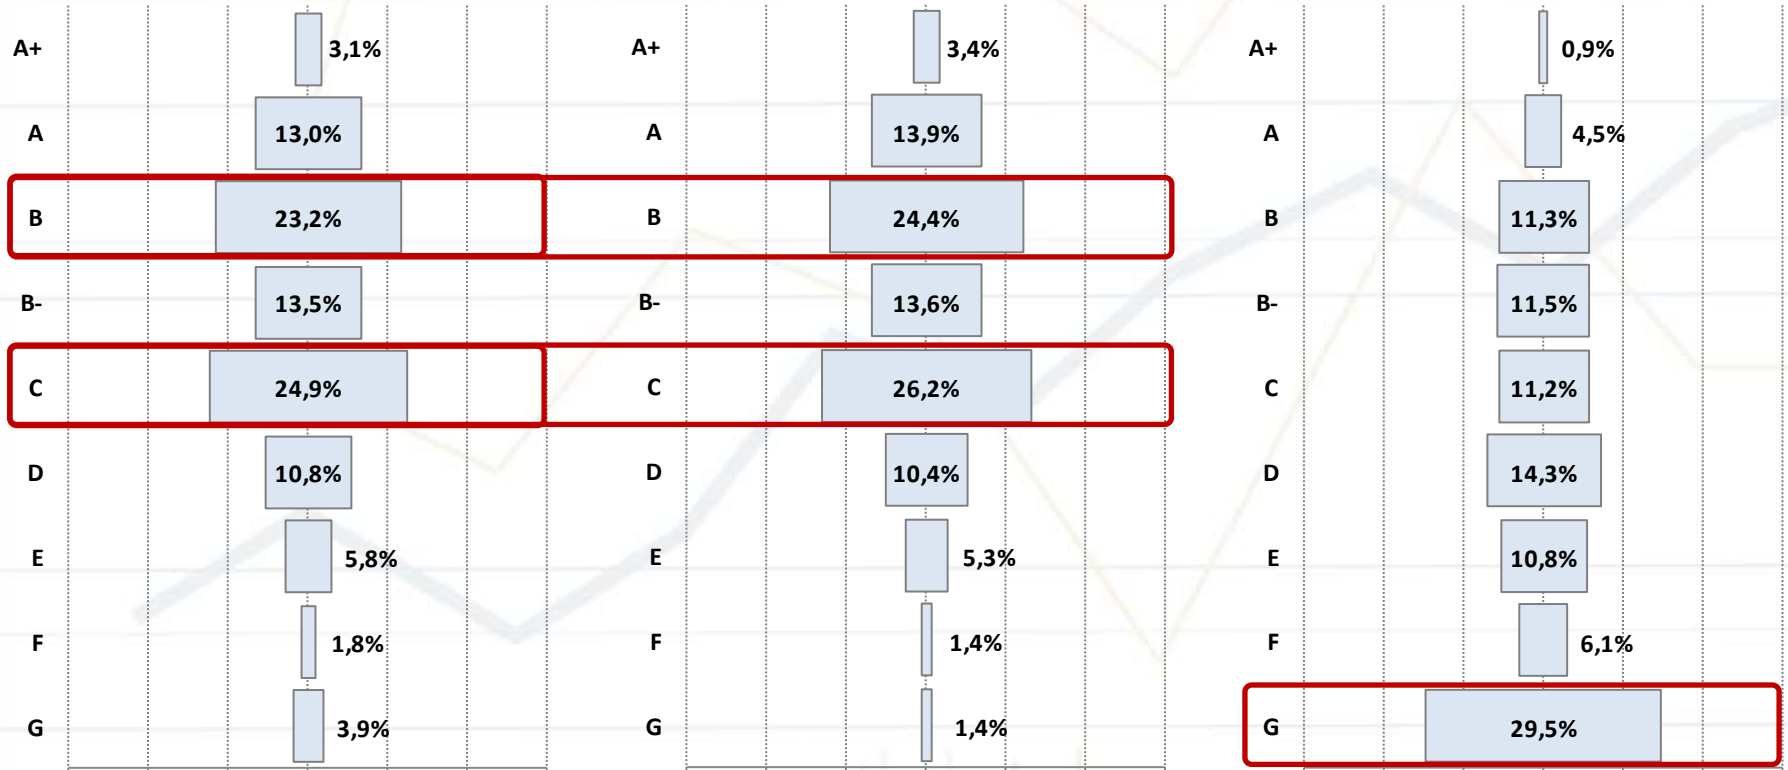 A+ 3,1% A+ 3,4% A+ 0,9%
A 13,0% A 13,9% A 4,5%
B 23,2% B 24,4% B 11,3%
B- 13,5% B- 13,6% B- 11,5%
C 24,9% C 26,2% C 11,2%
D 10,8% D 10,4% D 14,3%
E 5,8% E 5,3% E 10,8%
F 1,8% F 1,4% F 6,1%
G 3,9% G 1,4% G 29,5%